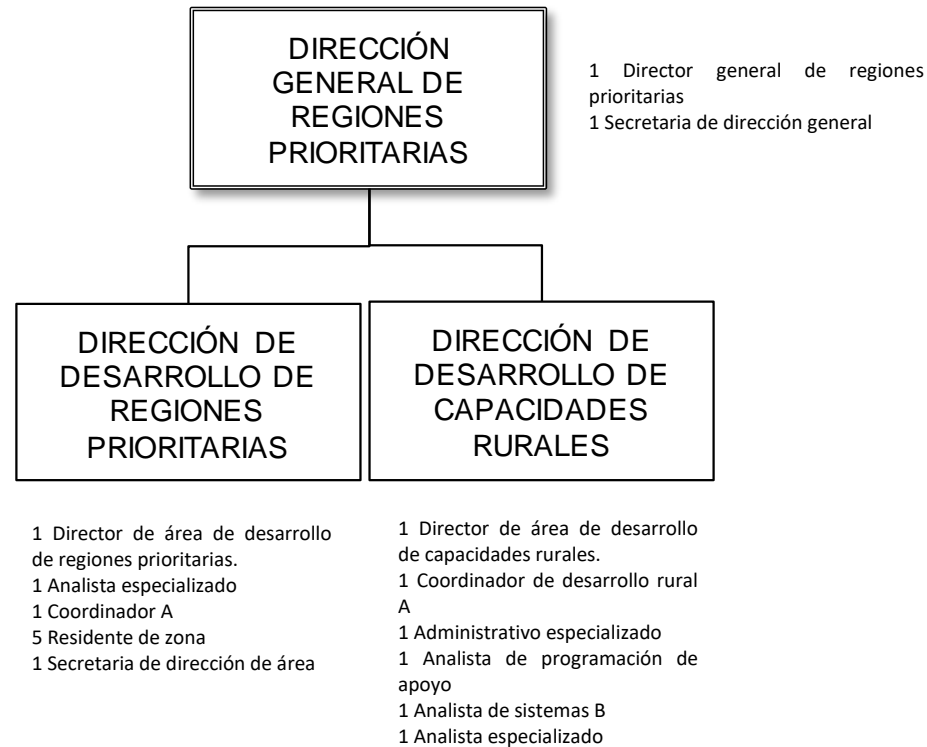 DIRECCIÓN
GENERAL DE
REGIONES
PRIORITARIAS
1 Director general de regiones
prioritarias
1 Secretaria de dirección general
DIRECCIÓN DE
DESARROLLO DE
REGIONES
PRIORITARIAS
DIRECCIÓN DE
DESARROLLO DE
CAPACIDADES
RURALES
1 Director de área de desarrollo
de regiones prioritarias.
1 Analista especializado
1 Coordinador A
5 Residente de zona
1 Secretaria de dirección de área
1 Director de área de desarrollo
de capacidades rurales.
1 Coordinador de desarrollo rural
A
1 Administrativo especializado
1 Analista de programación de
apoyo
1 Analista de sistemas B
1 Analista especializado